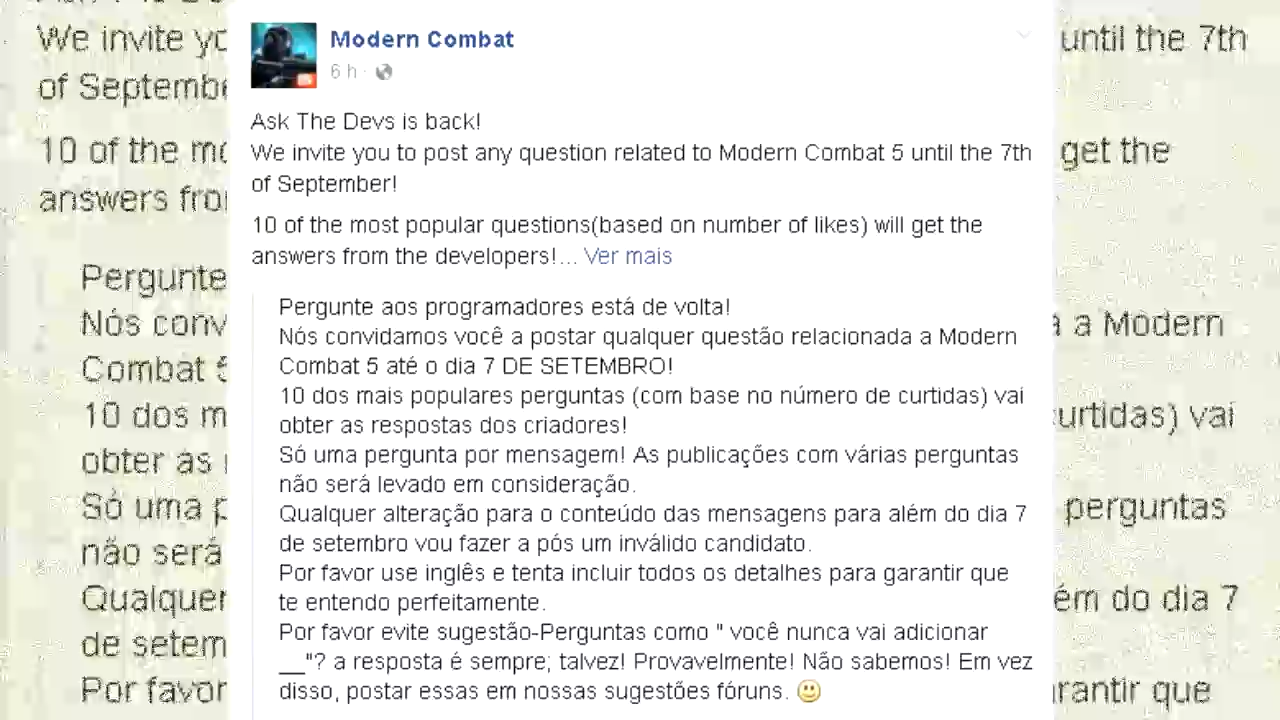 Modern Combat
6 h
Ask The Devs is back!
We invite you to post any question related to Modern Combat 5 until the 7th
of September!
10 of the most popular questions(based on number of likes) will get the
answers from the developers!... Ver mais
Pergunte aos programadores está de volta!
Nós convidamos você a postar qualquer questão relacionada a Modern
Combat 5 até o dia 7 DE SETEMBRO!
10 dos mais populares perguntas (com base no número de curtidas) vai
obter as respostas dos criadores!
Só uma pergunta por mensagem! As publicações com várias perguntas
não será levado em consideração.
Qualquer alteração para o conteúdo das mensagens para além do dia 7
de setembro vou fazer a pós um inválido candidato.
Por favor use inglês e tenta incluir todos os detalhes para garantir que
te entendo perfeitamente.
Por favor evite sugestão-Perguntas como " você nunca vai adicionar
__"? a resposta é sempre; talvez! Provavelmente! Não sabemos! Em vez
disso, postar essas em nossas sugestões fóruns.